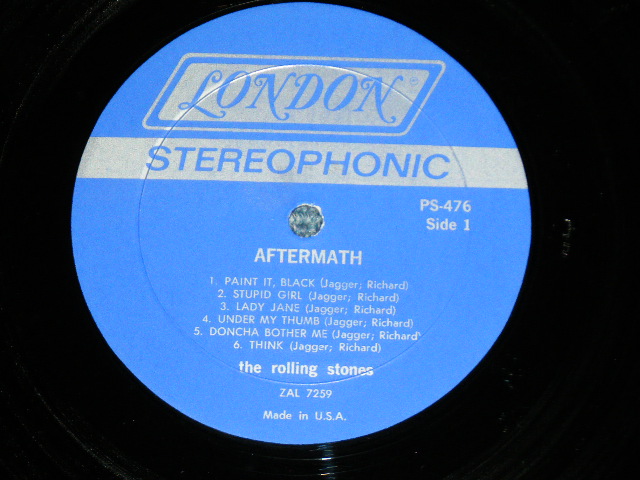 LONDON
STEREOPHONIC
PS-476
Side 1
AFTERMATH
1. PAINT IT, BLACK (Jagger; Richard)
2. STUPID GIRL (Jagger; Richard)
3. LADY JANE (Jagger; Richard)
4. UNDER MY THUMB (Jagger; Richard)
5. DONCHA BOTHER ME (Jagger; Richard)
6. THINK (Jagger; Richard)
the rolling stones
ZAL 7259
Made in U.S.A.